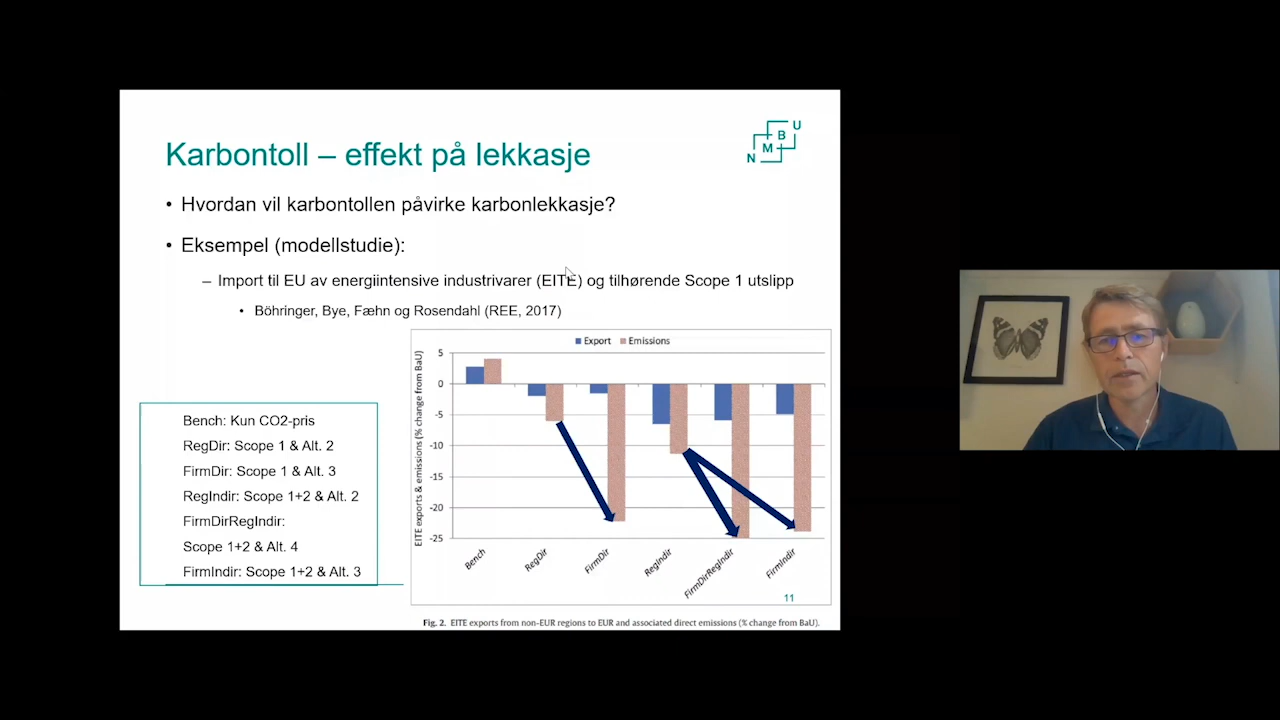 Karbontoll – effekt på lekkasje
N M B U
• Hvordan vil karbontollen påvirke karbonlekkasje?
• Eksempel (modellstudie):
– Import til EU av energiintensive industrivarer (EITE) og tilhørende Scope 1 utslipp
• Böhringer, Bye, Fæhn og Rosendahl (REE, 2017)
Bench: Kun CO2-pris
RegDir: Scope 1 & Alt. 2
FirmDir: Scope 1 & Alt. 3
RegIndir: Scope 1+2 & Alt. 2
FirmDirRegIndir:
Scope 1+2 & Alt. 4
FirmIndir: Scope 1+2 & Alt. 3
Export Emissions
EITE exports & emissions (% change from BaU)
5
0
-5
-10
-15
-20
-25
Bench
RegDir
FirmDir
RegIndir
FirmDirRegIndir
FirmIndir
11
Fig. 2. EITE exports from non-EUR regions to EUR and associated direct emissions (% change from BaU).